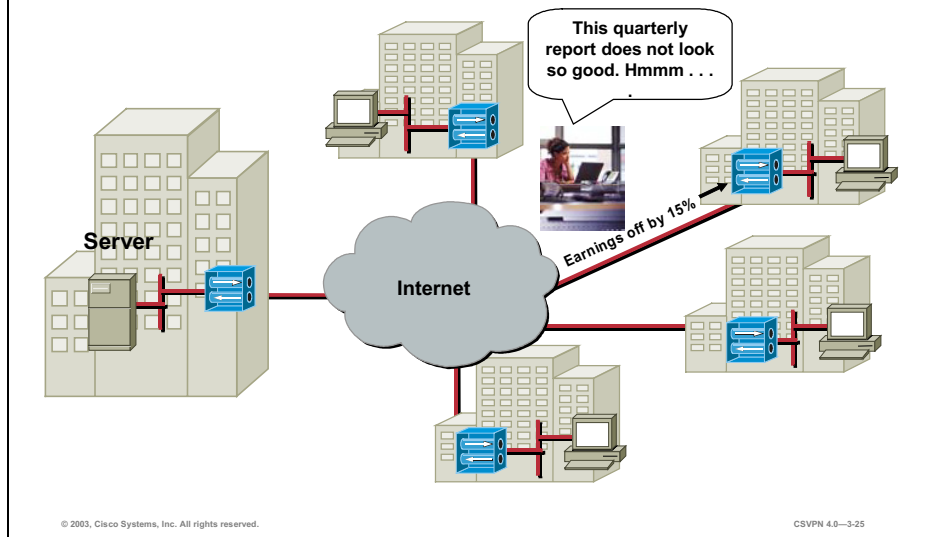 This quarterly
report does not look
so good. Hmmm . . .
.
Earnings off by 15%
Server
Internet
© 2003, Cisco Systems, Inc. All rights reserved.
CSVPN 4.0—3-25